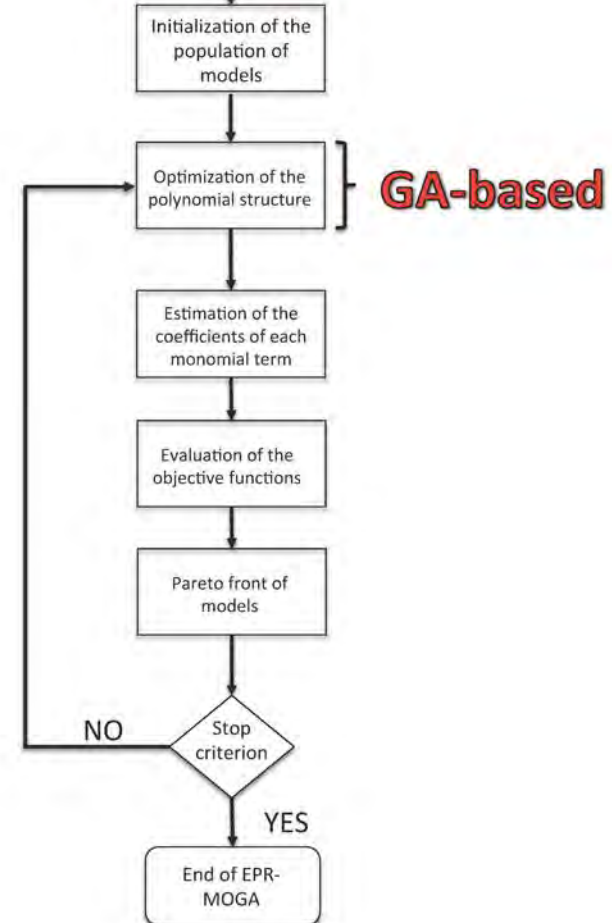 Initialization of the
population of
models
Optimization of the
polynomial structure
GA-based
Estimation of the
coefficients of each
monomial term
Evaluation of the
objective functions
Pareto front of
models
Stop
criterion
NO
YES
End of EPR-
MOGA